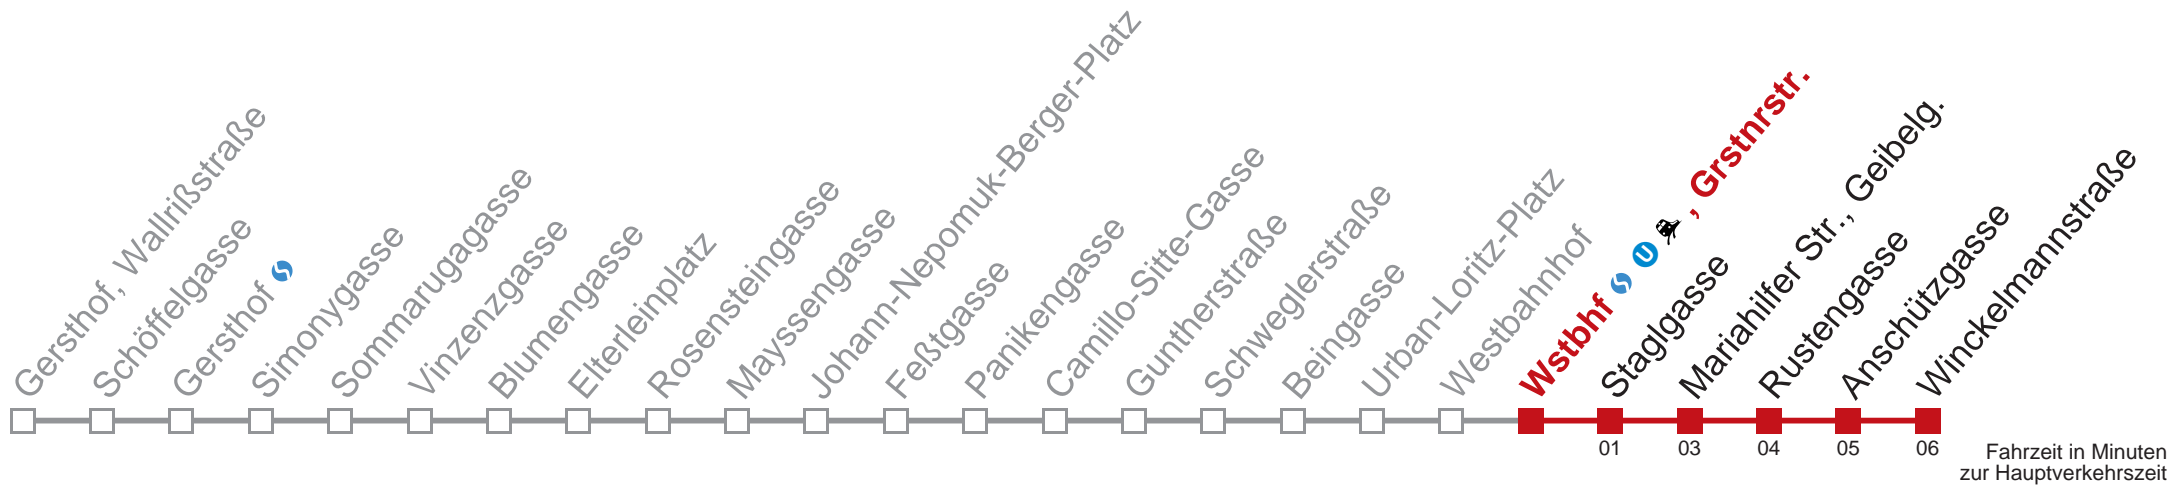 Gersthof, Wallrißstraße
Schöffelgasse
Gersthof S
Simonygasse
Sommarugagasse
Vinzenzgasse
Blumengasse
Elterleinplatz
Rosensteingasse
Mayssengasse
Johann-Nepomuk-Berger-Platz
Feßtgasse
Panikengasse
Camillo-Sitte-Gasse
Guntherstraße
Schweglerstraße
Beingasse
Urban-Loritz-Platz
Westbahnhof
Wstbhf S U , Grstnrstr.
Staglgasse
Mariahilfer Str., Geibelg.
Rustengasse
Anschützgasse
Winckelmannstraße
01 03 04 05 06
Fahrzeit in Minuten
zur Hauptverkehrszeit